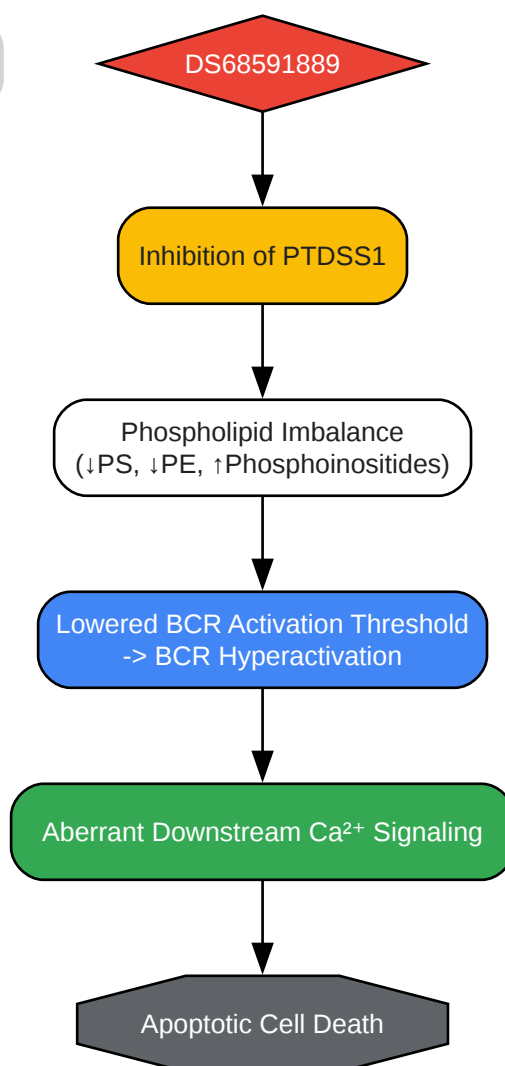 DS68591889
Inhibition of PTDSS1
Phospholipid Imbalance
(↓PS, ↓PE, ↑Phosphoinositides)
Lowered BCR Activation Threshold
-> BCR Hyperactivation
Aberrant Downstream Ca²⁺ Signaling
Apoptotic Cell Death